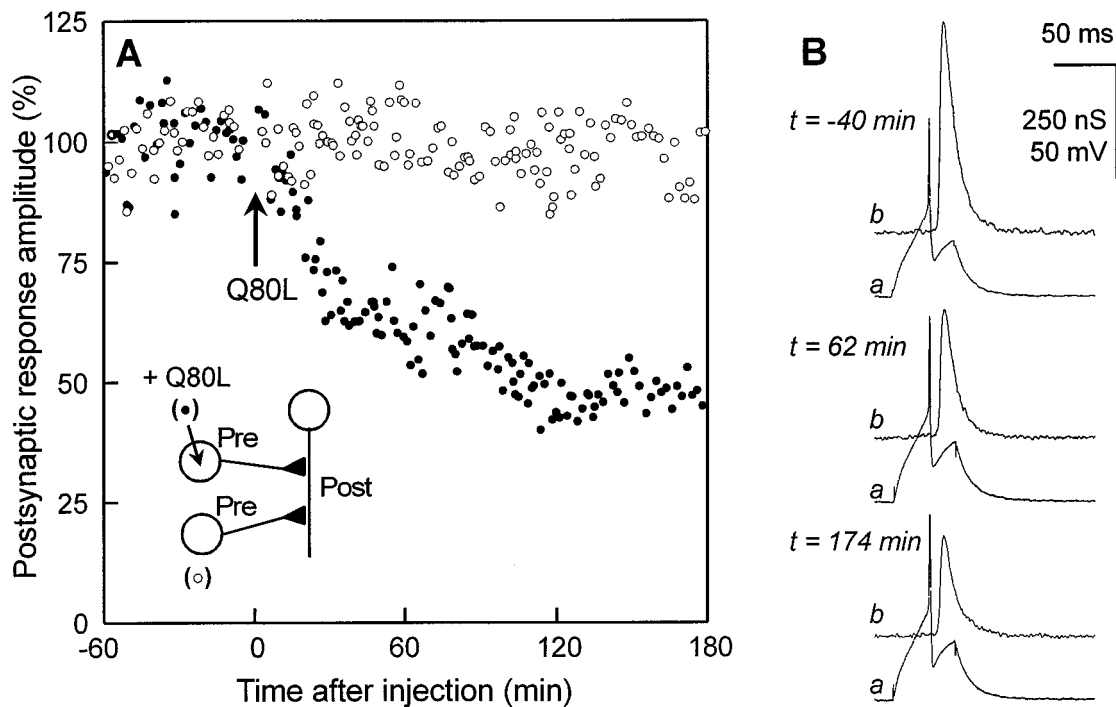 A
Postsynaptic response amplitude (%)
125
100
75
50
25
0
-60
0
60
120
180
Time after injection (min)
Q80L
+ Q80L
(•)
Pre
Pre
Post
(○)
B
50 ms
250 nS
50 mV
t = -40 min
b
a
t = 62 min
b
a
t = 174 min
b
a